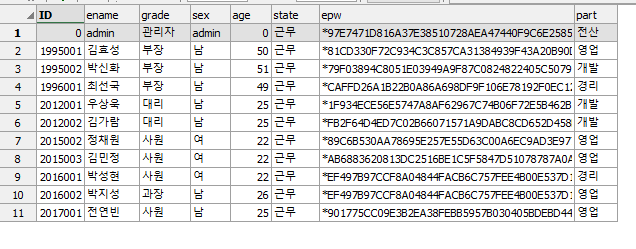 ID ename grade sex age state epw part
1 0 admin 관리자 admin 0 근무 *97E7471D816A37E38510728AEA47440F9C6E2585 전산
2 1995001 김효성 부장 남 50 근무 *81CD330F72C934C3C857CA31384939F43A20B90D 영업
3 1995002 박신화 부장 남 51 근무 *79F03894C8051E03949A9F87C0824822405C5079 개발
4 1996001 최선국 부장 남 49 근무 *CAFFD26A1B22B0A86A698DF9F106E78192F0EC12 경리
5 2012001 우상욱 대리 남 25 근무 *1F934ECE56E5747A8AF62967C74B06F72E5B462B 개발
6 2012002 김가람 대리 남 25 근무 *FB2F64D4ED7C02B66071571A9DABC8CD652D458 개발
7 2015002 정채원 사원 여 22 근무 *89C6B530AA78695E257E55D63C00A6EC9AD3E97 영업
8 2015003 김민정 사원 여 22 근무 *AB6883620813DC2516BE1C5F5847D51078787A0A 영업
9 2016001 박성현 사원 여 22 근무 *EF497B97CCF8A04844FACB6C757FEE4B00E537D1 경리
10 2016002 박지성 과장 남 26 근무 *EF497B97CCF8A04844FACB6C757FEE4B00E537D1 영업
11 2017001 전연빈 사원 남 25 근무 *901775CC09E3B2EA38FEBB5957B030405BDEBD44 영업